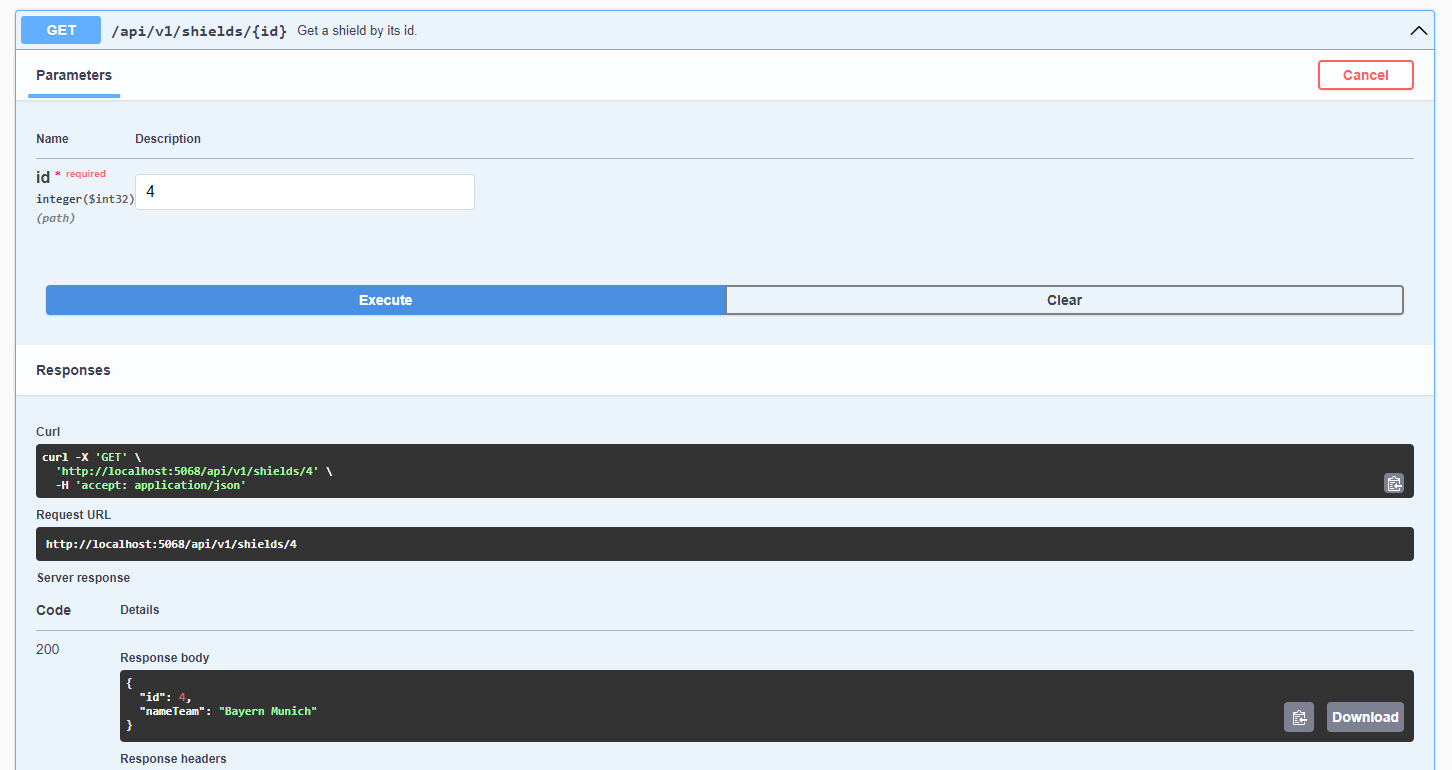 GET /api/v1/shields/{id} Get a shield by its id.
Parameters Cancel
Name Description
id * required
integer($int32) 4
(path)
Execute Clear
Responses
Curl
curl -X 'GET' \
'http://localhost:5068/api/v1/shields/4' \
-H 'accept: application/json'
Request URL
http://localhost:5068/api/v1/shields/4
Server response
Code Details
200
Response body
{
"id": 4,
"nameTeam": "Bayern Munich"
}
Download
Response headers